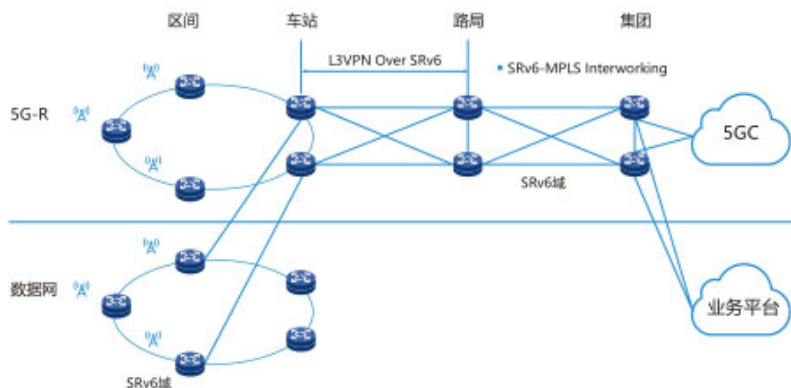 区间
车站
路局
集团
L3VPN Over SRv6
• SRv6-MPLS Interworking
5G-R
5GC
SRv6域
数据网
业务平台
SRv6域